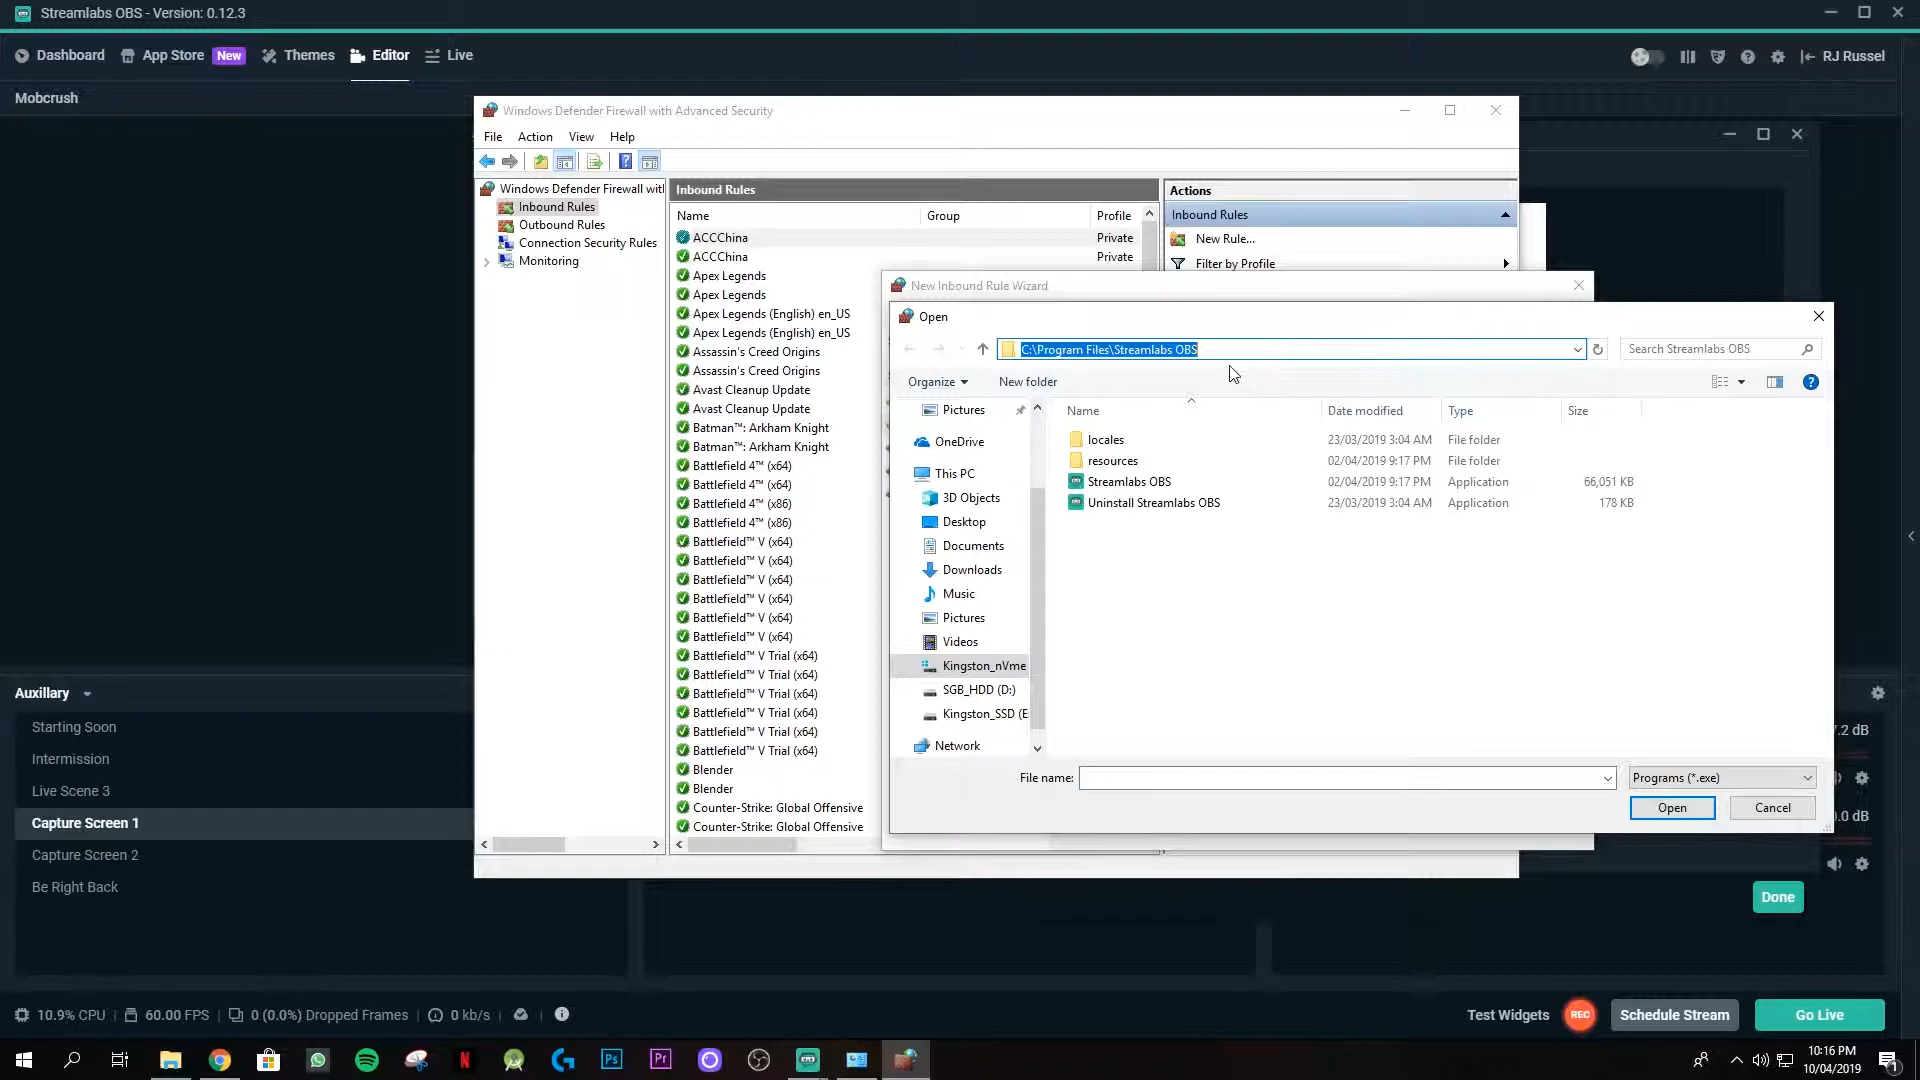 Streamlabs OBS - Version: 0.12.3
Dashboard
App Store
New
Themes
Editor
Live
RJ Russel
Mobcrush
Windows Defender Firewall with Advanced Security
File
Action
View
Help
Windows Defender Firewall wit
Inbound Rules
Outbound Rules
Connection Security Rules
Monitoring
Inbound Rules
Name
Group
Profile
ACCChina
Private
ACCChina
Private
Apex Legends
Apex Legends
Apex Legends (English) en_US
Apex Legends (English) en_US
Assassin's Creed Origins
Assassin's Creed Origins
Avast Cleanup Update
Avast Cleanup Update
Batman™: Arkham Knight
Batman™: Arkham Knight
Battlefield 4™ (x64)
Battlefield 4™ (x64)
Battlefield 4™ (x86)
Battlefield 4™ (x86)
Battlefield™ V (x64)
Battlefield™ V (x64)
Battlefield™ V (x64)
Battlefield™ V (x64)
Battlefield™ V (x64)
Battlefield™ V (x64)
Battlefield™ V Trial (x64)
Battlefield™ V Trial (x64)
Battlefield™ V Trial (x64)
Battlefield™ V Trial (x64)
Battlefield™ V Trial (x64)
Battlefield™ V Trial (x64)
Blender
Blender
Counter-Strike: Global Offensive
Counter-Strike: Global Offensive
Actions
Inbound Rules
New Rule...
Filter by Profile
New Inbound Rule Wizard
Open
C:\Program Files\Streamlabs OBS
Search Streamlabs OBS
Organize
New folder
Pictures
OneDrive
This PC
3D Objects
Desktop
Documents
Downloads
Music
Pictures
Videos
Kingston_nVme
SGB_HDD (D:)
Kingston_SSD (E:
Network
Name
Date modified
Type
Size
locales
23/03/2019 3:04 AM
File folder
resources
02/04/2019 9:17 PM
File folder
Streamlabs OBS
02/04/2019 9:17 PM
Application
66,051 KB
Uninstall Streamlabs OBS
23/03/2019 3:04 AM
Application
178 KB
File name:
Programs (*.exe)
Open
Cancel
Auxillary
Starting Soon
Intermission
Live Scene 3
Capture Screen 1
Capture Screen 2
Be Right Back
7.2 dB
0.0 dB
Done
10.9% CPU
60.00 FPS
0 (0.0%) Dropped Frames
0 kb/s
Test Widgets
REC
Schedule Stream
Go Live
Ps
Pr
10:16 PM
10/04/2019
1